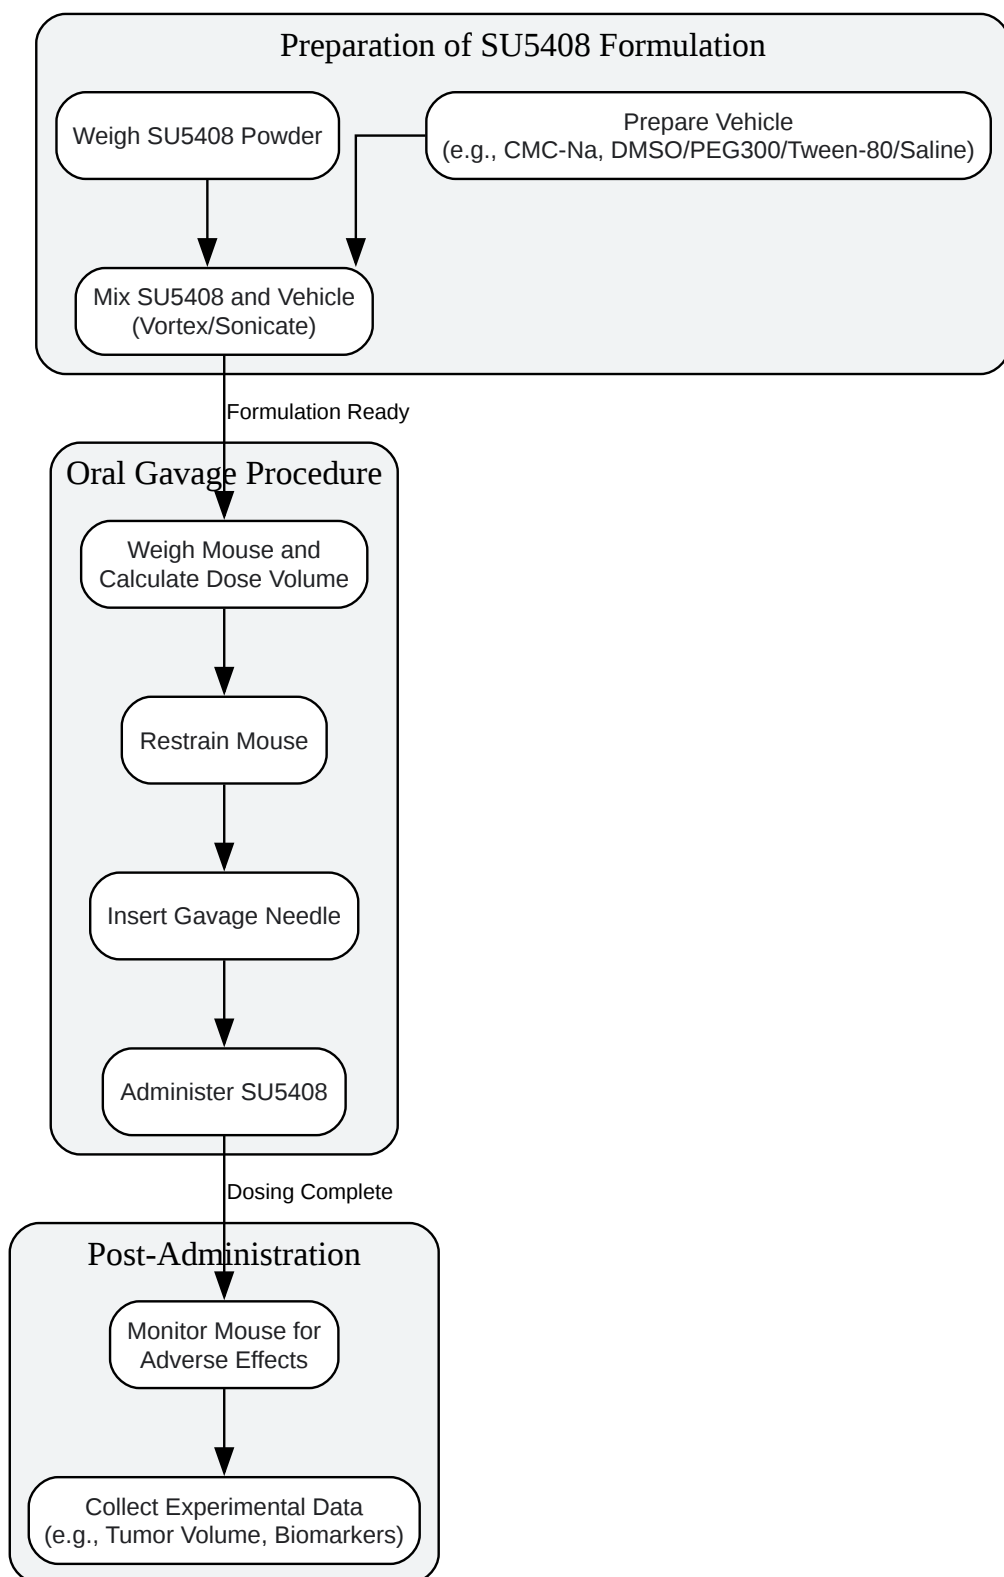 Preparation of SU5408 Formulation
Weigh SU5408 Powder
Prepare Vehicle
(e.g., CMC-Na, DMSO/PEG300/Tween-80/Saline)
Mix SU5408 and Vehicle
(Vortex/Sonicate)
Formulation Ready
Oral Gavage Procedure
Weigh Mouse and
Calculate Dose Volume
Restrain Mouse
Insert Gavage Needle
Administer SU5408
Dosing Complete
Post-Administration
Monitor Mouse for
Adverse Effects
Collect Experimental Data
(e.g., Tumor Volume, Biomarkers)